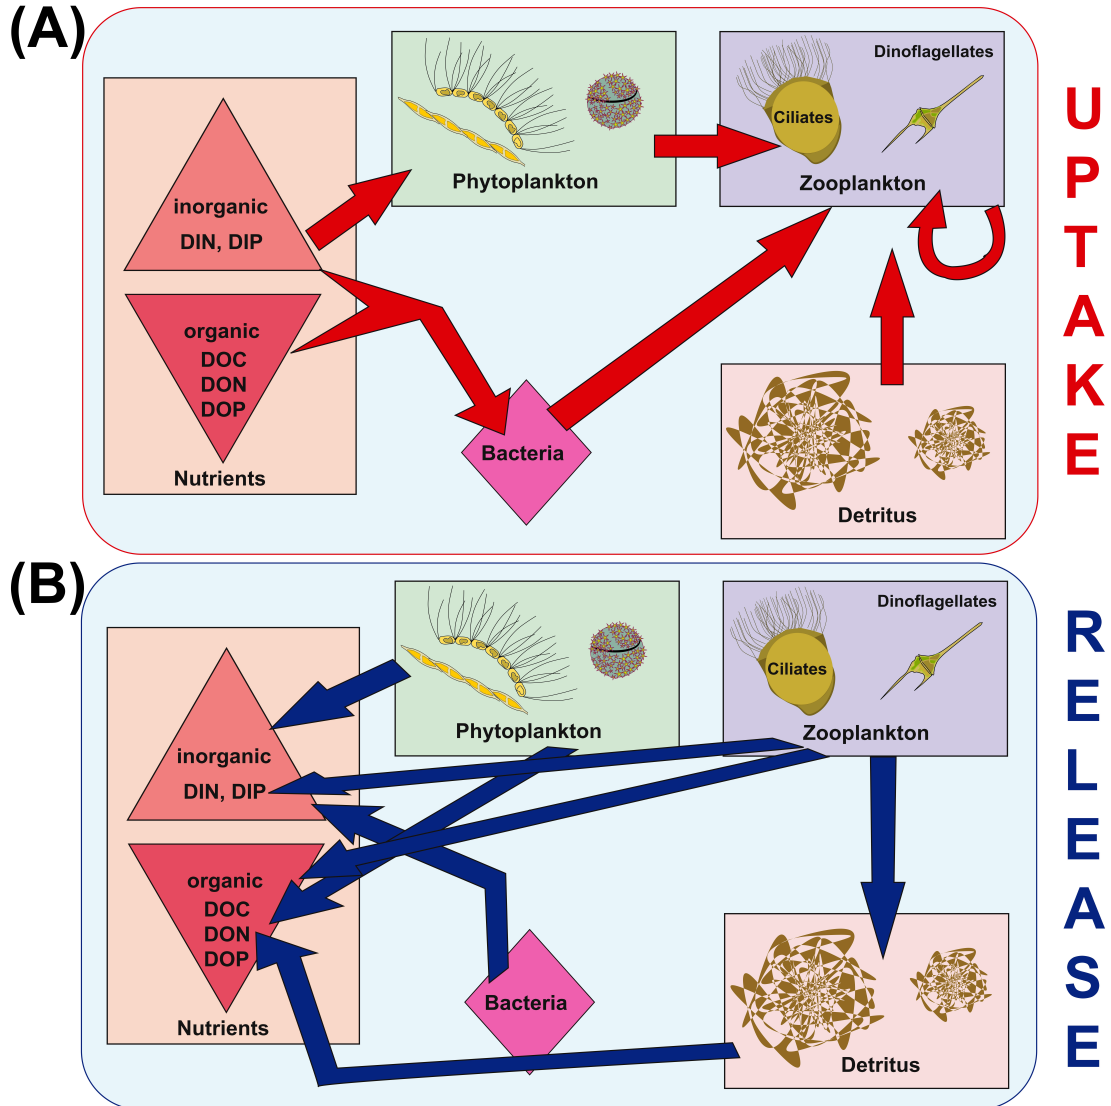 (A)
inorganic
DIN, DIP
organic
DOC
DON
DOP
Nutrients
Phytoplankton
Dinoflagellates
Ciliates
Zooplankton
Bacteria
Detritus
U
P
T
A
K
E
(B)
inorganic
DIN, DIP
organic
DOC
DON
DOP
Nutrients
Phytoplankton
Dinoflagellates
Ciliates
Zooplankton
Bacteria
Detritus
R
E
L
E
A
S
E